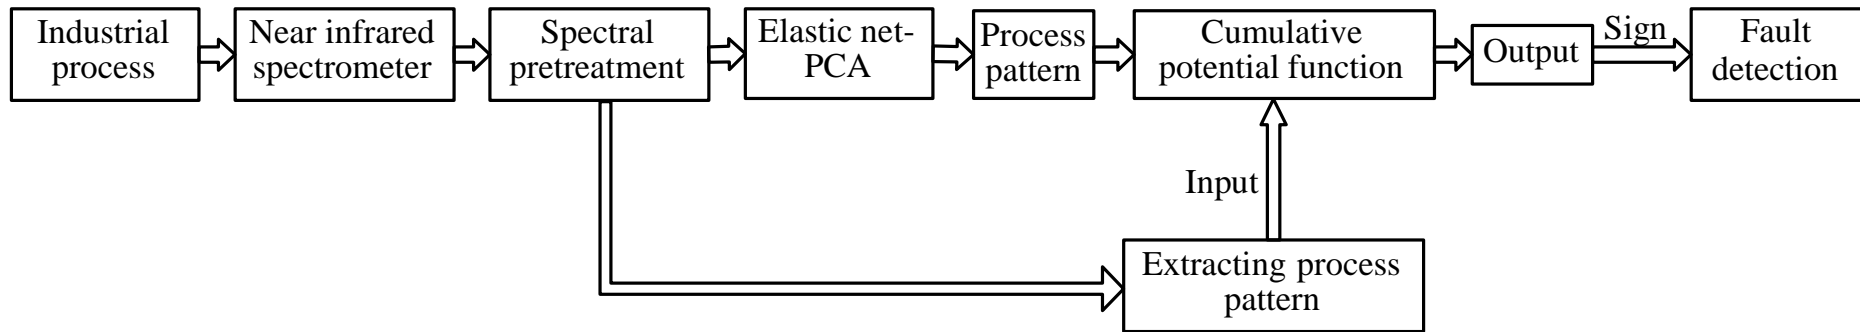 Industrial
process
Near infrared
spectrometer
Spectral
pretreatment
Elastic net-
PCA
Process
pattern
Cumulative
potential function
Output
Sign
Fault
detection
Input
Extracting process
pattern